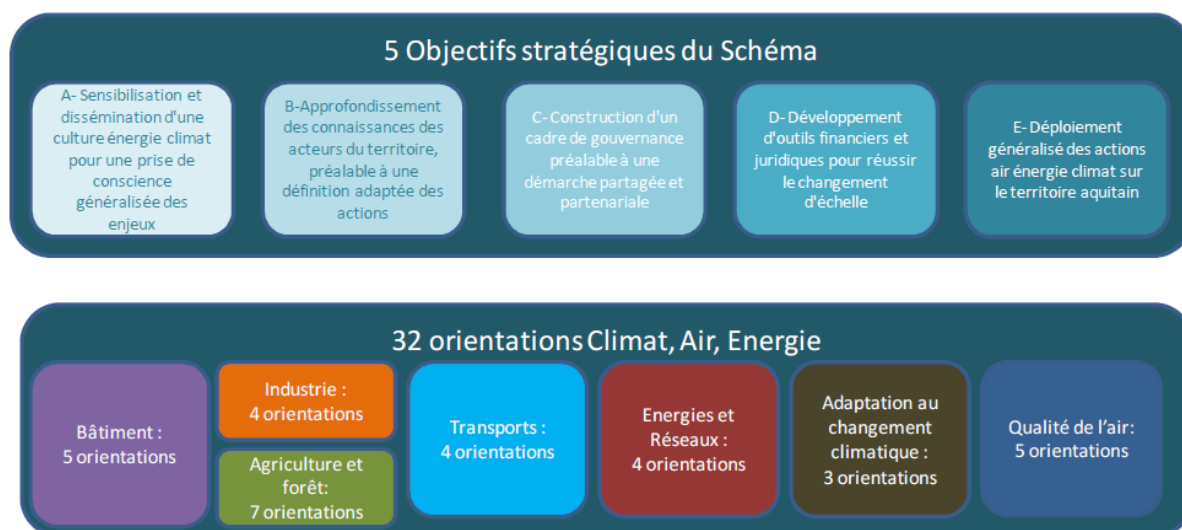 5 Objectifs stratégiques du Schéma
A- Sensibilisation et
dissémination d'une
culture énergie climat
pour une prise de
conscience
généralisée des
enjeux
B-Approfondissement
des connaissances des
acteurs du territoire,
préalable à une
définition adaptée des
actions
C- Construction d'un
cadre de gouvernance
préalable à une
démarche partagée et
partenariale
D- Développement
d'outils financiers et
juridiques pour réussir
le changement
d'échelle
E- Déploiement
généralisé des actions
air énergie climat sur
le territoire aquitain
32 orientations Climat, Air, Energie
Bâtiment :
5 orientations
Industrie :
4 orientations
Agriculture et
forêt:
7 orientations
Transports :
4 orientations
Energies et
Réseaux :
4 orientations
Adaptation au
changement
climatique :
3 orientations
Qualité de l'air:
5 orientations